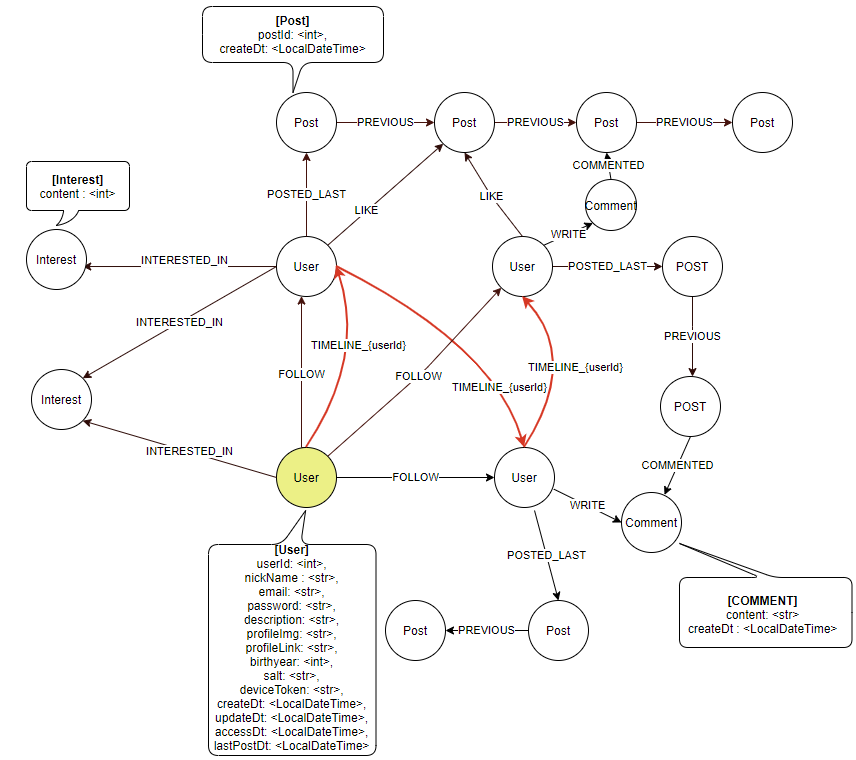 [Post]
postId: <int>,
createDt: <LocalDateTime>
Post
PREVIOUS
Post
PREVIOUS
Post
PREVIOUS
Post
[Interest]
content : <int>
POSTED_LAST
LIKE
LIKE
COMMENTED
Comment
WRITE
Interest
INTERESTED_IN
User
User
POSTED_LAST
POST
INTERESTED_IN
PREVIOUS
TIMELINE_{userId}
FOLLOW
FOLLOW
TIMELINE_{userId}
TIMELINE_{userId}
Interest
POST
INTERESTED_IN
COMMENTED
User
FOLLOW
User
WRITE
Comment
POSTED_LAST
[User]
userId: <int>,
nickName : <str>,
email: <str>,
password: <str>,
description: <str>,
profileImg: <str>,
profileLink: <str>,
birthyear: <int>,
salt: <str>,
deviceToken: <str>,
createDt: <LocalDateTime>,
updateDt: <LocalDateTime>,
accessDt: <LocalDateTime>,
lastPostDt: <LocalDateTime>
Post
PREVIOUS
Post
[COMMENT]
content: <str>
createDt : <LocalDateTime>